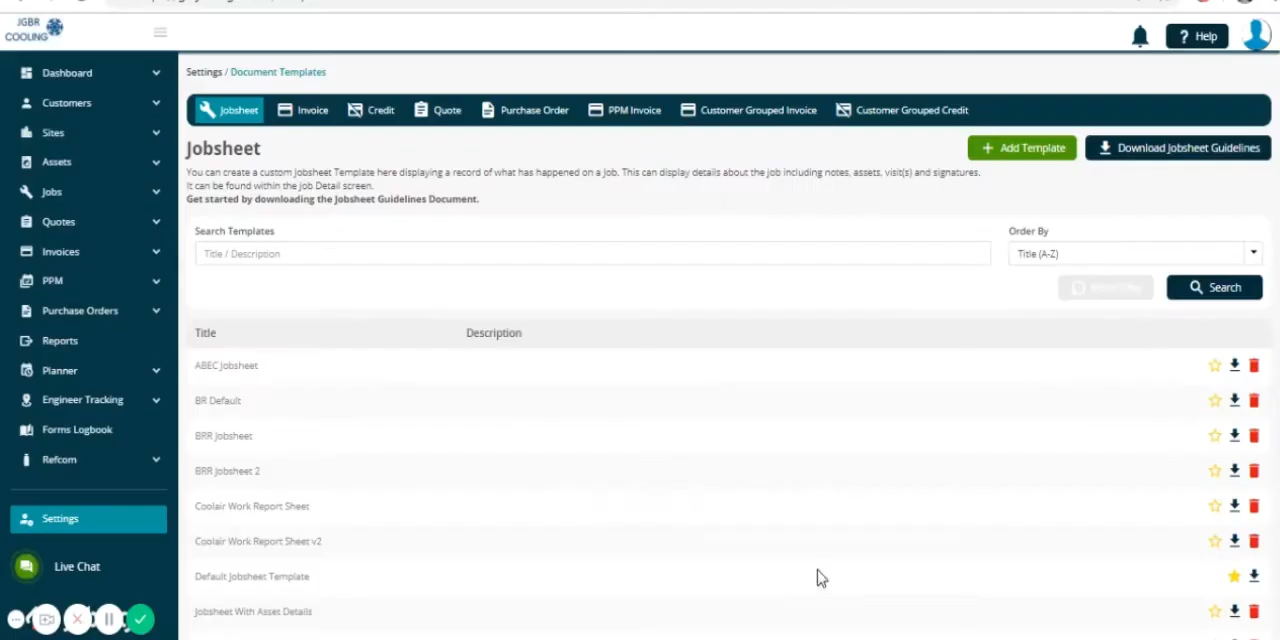 JGBR
COOLING
Help
Dashboard
Customers
Sites
Assets
Jobs
Quotes
Invoices
PPM
Purchase Orders
Reports
Planner
Engineer Tracking
Forms Logbook
Refcom
Settings
Live Chat
Settings / Document Templates
Jobsheet Invoice Credit Quote Purchase Order PPM Invoice Customer Grouped Invoice Customer Grouped Credit
Jobsheet
Add Template Download Jobsheet Guidelines
You can create a custom Jobsheet Template here displaying a record of what has happened on a job. This can display details about the job including notes, assets, visit(s) and signatures.
It can be found within the Job Detail screen.
Get started by downloading the Jobsheet Guidelines Document.
Search Templates Order By
Title / Description Title (A-Z)
Search
Title Description
ABEC Jobsheet
BR Default
BRR Jobsheet
BRR Jobsheet 2
Coolair Work Report Sheet
Coolair Work Report Sheet v2
Default Jobsheet Template
Jobsheet With Asset Details